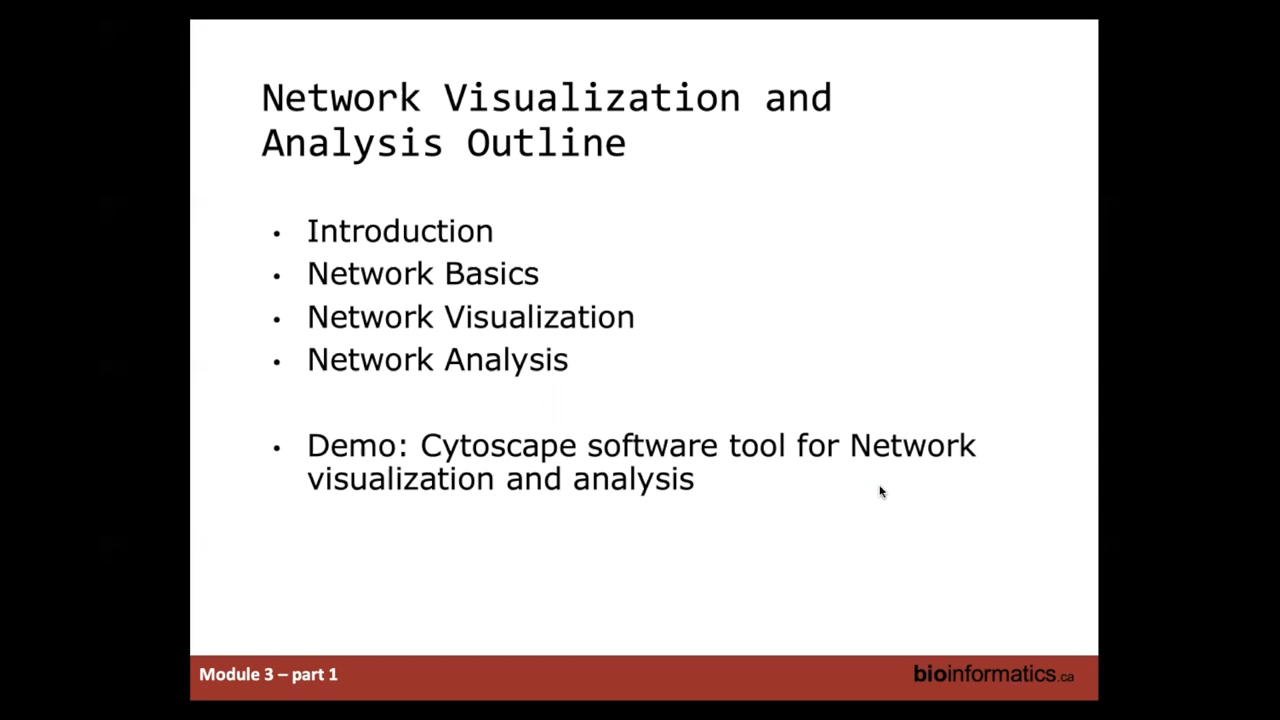 Network Visualization and
Analysis Outline
• Introduction
• Network Basics
• Network Visualization
• Network Analysis
• Demo: Cytoscape software tool for Network
visualization and analysis
Module 3 – part 1
bioinformatics.ca